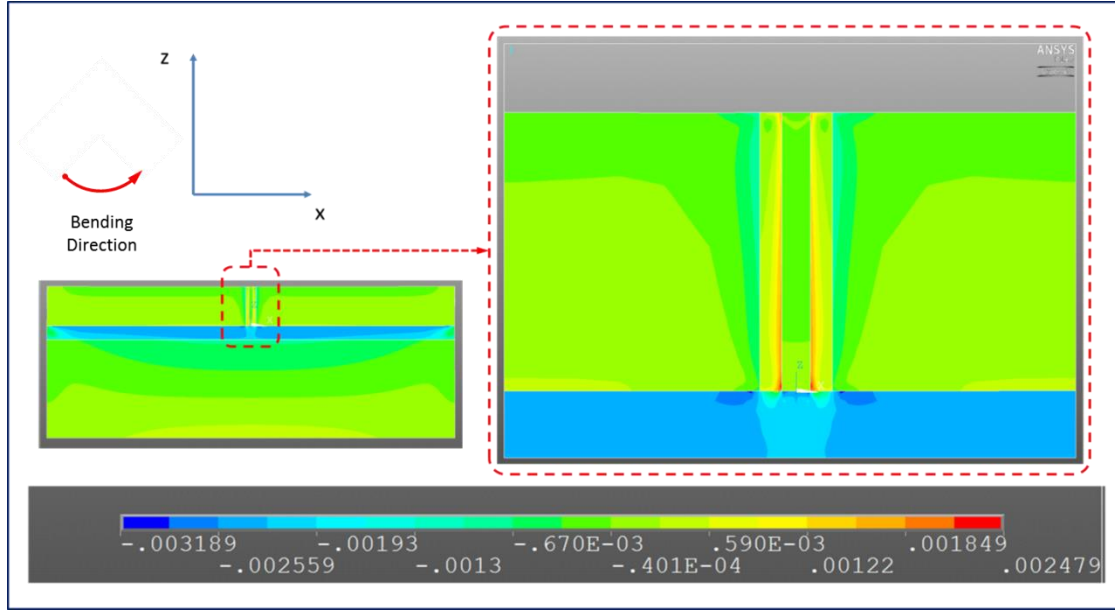 Z
X
Bending
Direction
ANSYS
-.003189
-.002559
-.00193
-.0013
-.670E-03
-.401E-04
.590E-03
.00122
.001849
.002479